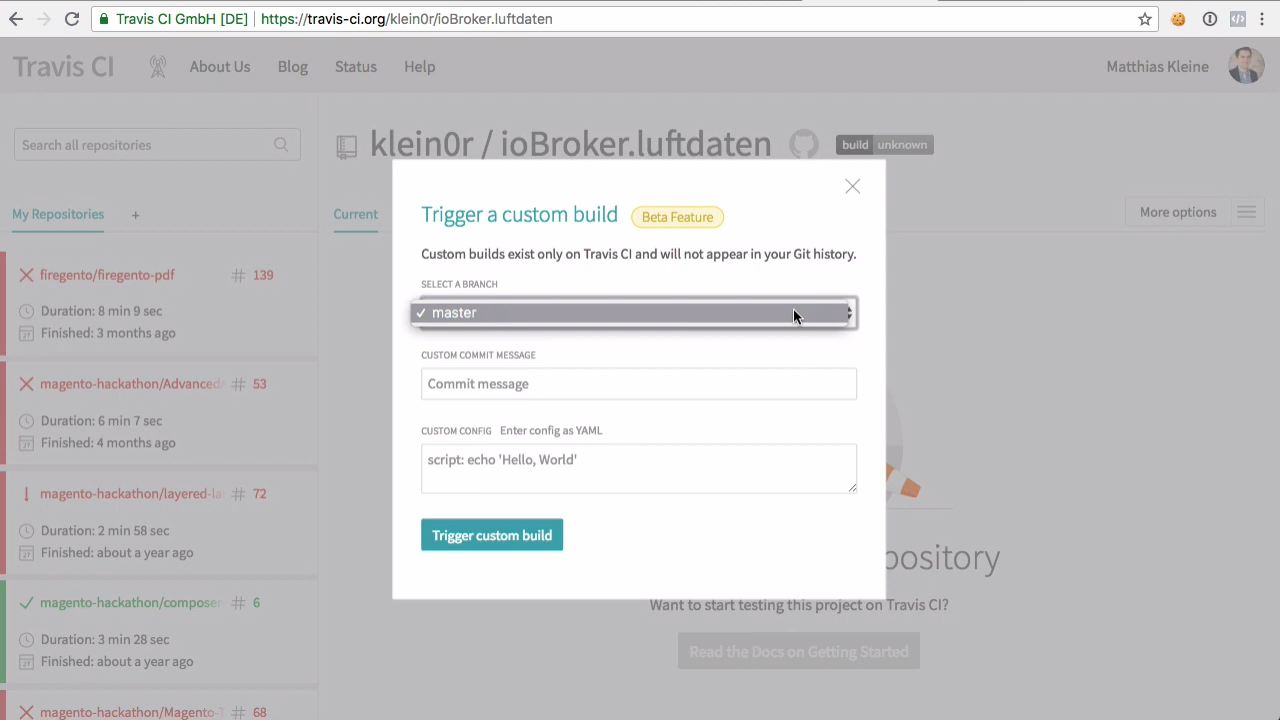 Travis CI GmbH [DE] https://travis-ci.org/klein0r/ioBroker.luftdaten
Travis CI About Us Blog Status Help Matthias Kleine
Search all repositories
klein0r / ioBroker.luftdaten build unknown
My Repositories +
Current More options
firegento/firegento-pdf # 139
Duration: 8 min 9 sec
Finished: 3 months ago
magento-hackathon/Advanced # 53
Duration: 6 min 7 sec
Finished: 4 months ago
magento-hackathon/layered-la # 72
Duration: 2 min 58 sec
Finished: about a year ago
magento-hackathon/composer # 6
Duration: 3 min 28 sec
Finished: about a year ago
magento-hackathon/Magento- # 68
Trigger a custom build Beta Feature
Custom builds exist only on Travis CI and will not appear in your Git history.
SELECT A BRANCH
✓ master
CUSTOM COMMIT MESSAGE
Commit message
CUSTOM CONFIG Enter config as YAML
script: echo 'Hello, World'
Trigger custom build
pository
Want to start testing this project on Travis CI?
Read the Docs on Getting Started